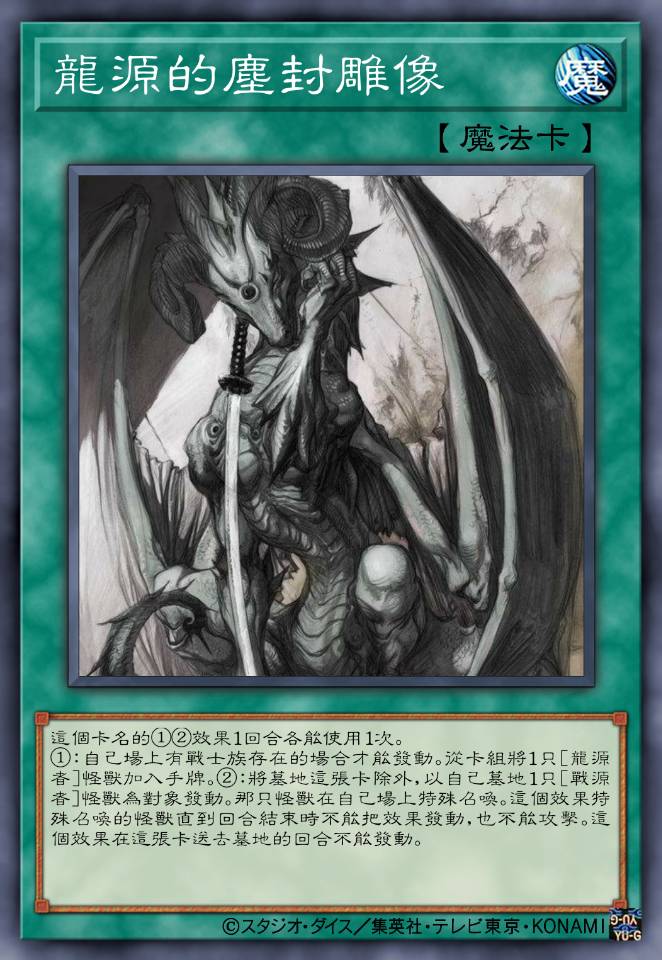 龍源的塵封雕像
魔
【魔法卡】
這個卡名的①②效果1回合各能使用1次。
①:自己場上有戰士族存在的場合才能發動。從卡組將1只[龍源
者]怪獸加入手牌。②:將墓地這張卡除外,以自己墓地1只[戰源
者]怪獸為對象發動。那只怪獸在自己場上特殊召喚。這個效果特
殊召喚的怪獸直到回合結束時不能把效果發動,也不能攻擊。這
個效果在這張卡送去墓地的回合不能發動。
©スタジオ・ダイス／集英社・テレビ東京・KONAMI